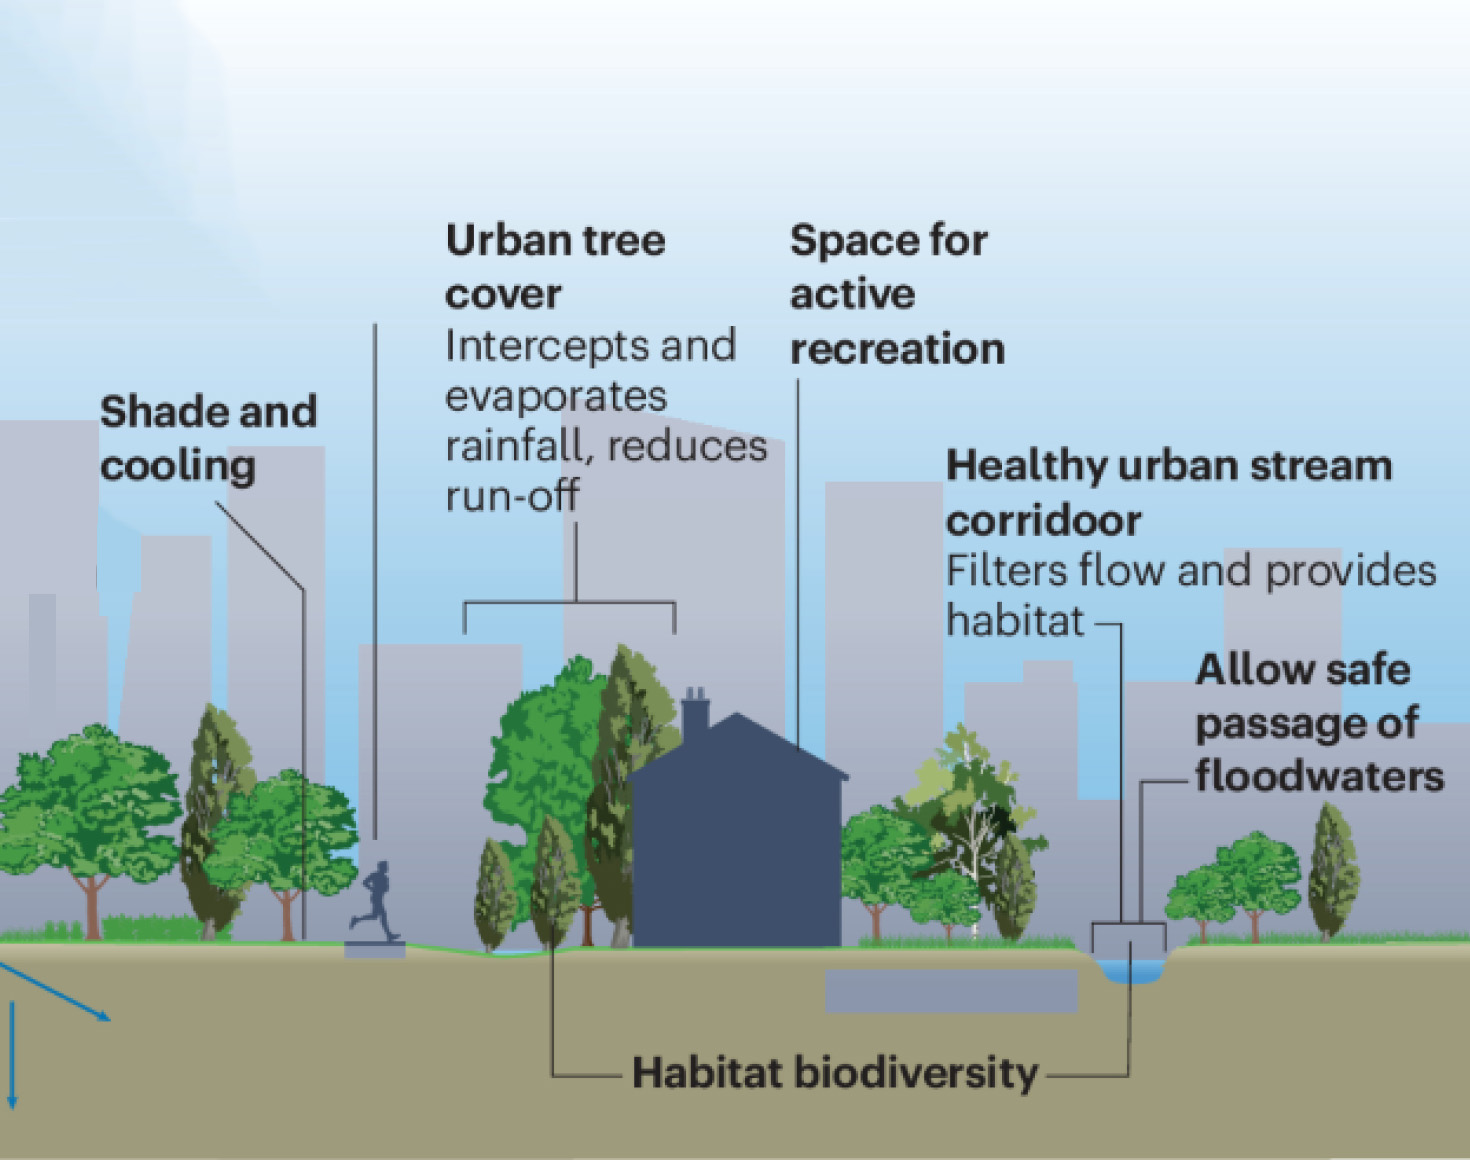 Urban tree
cover
Intercepts and
evaporates
rainfall, reduces
run-off
Space for
active
recreation
Shade and
cooling
Healthy urban stream
corridoor
Filters flow and provides
habitat
Allow safe
passage of
floodwaters
Habitat biodiversity